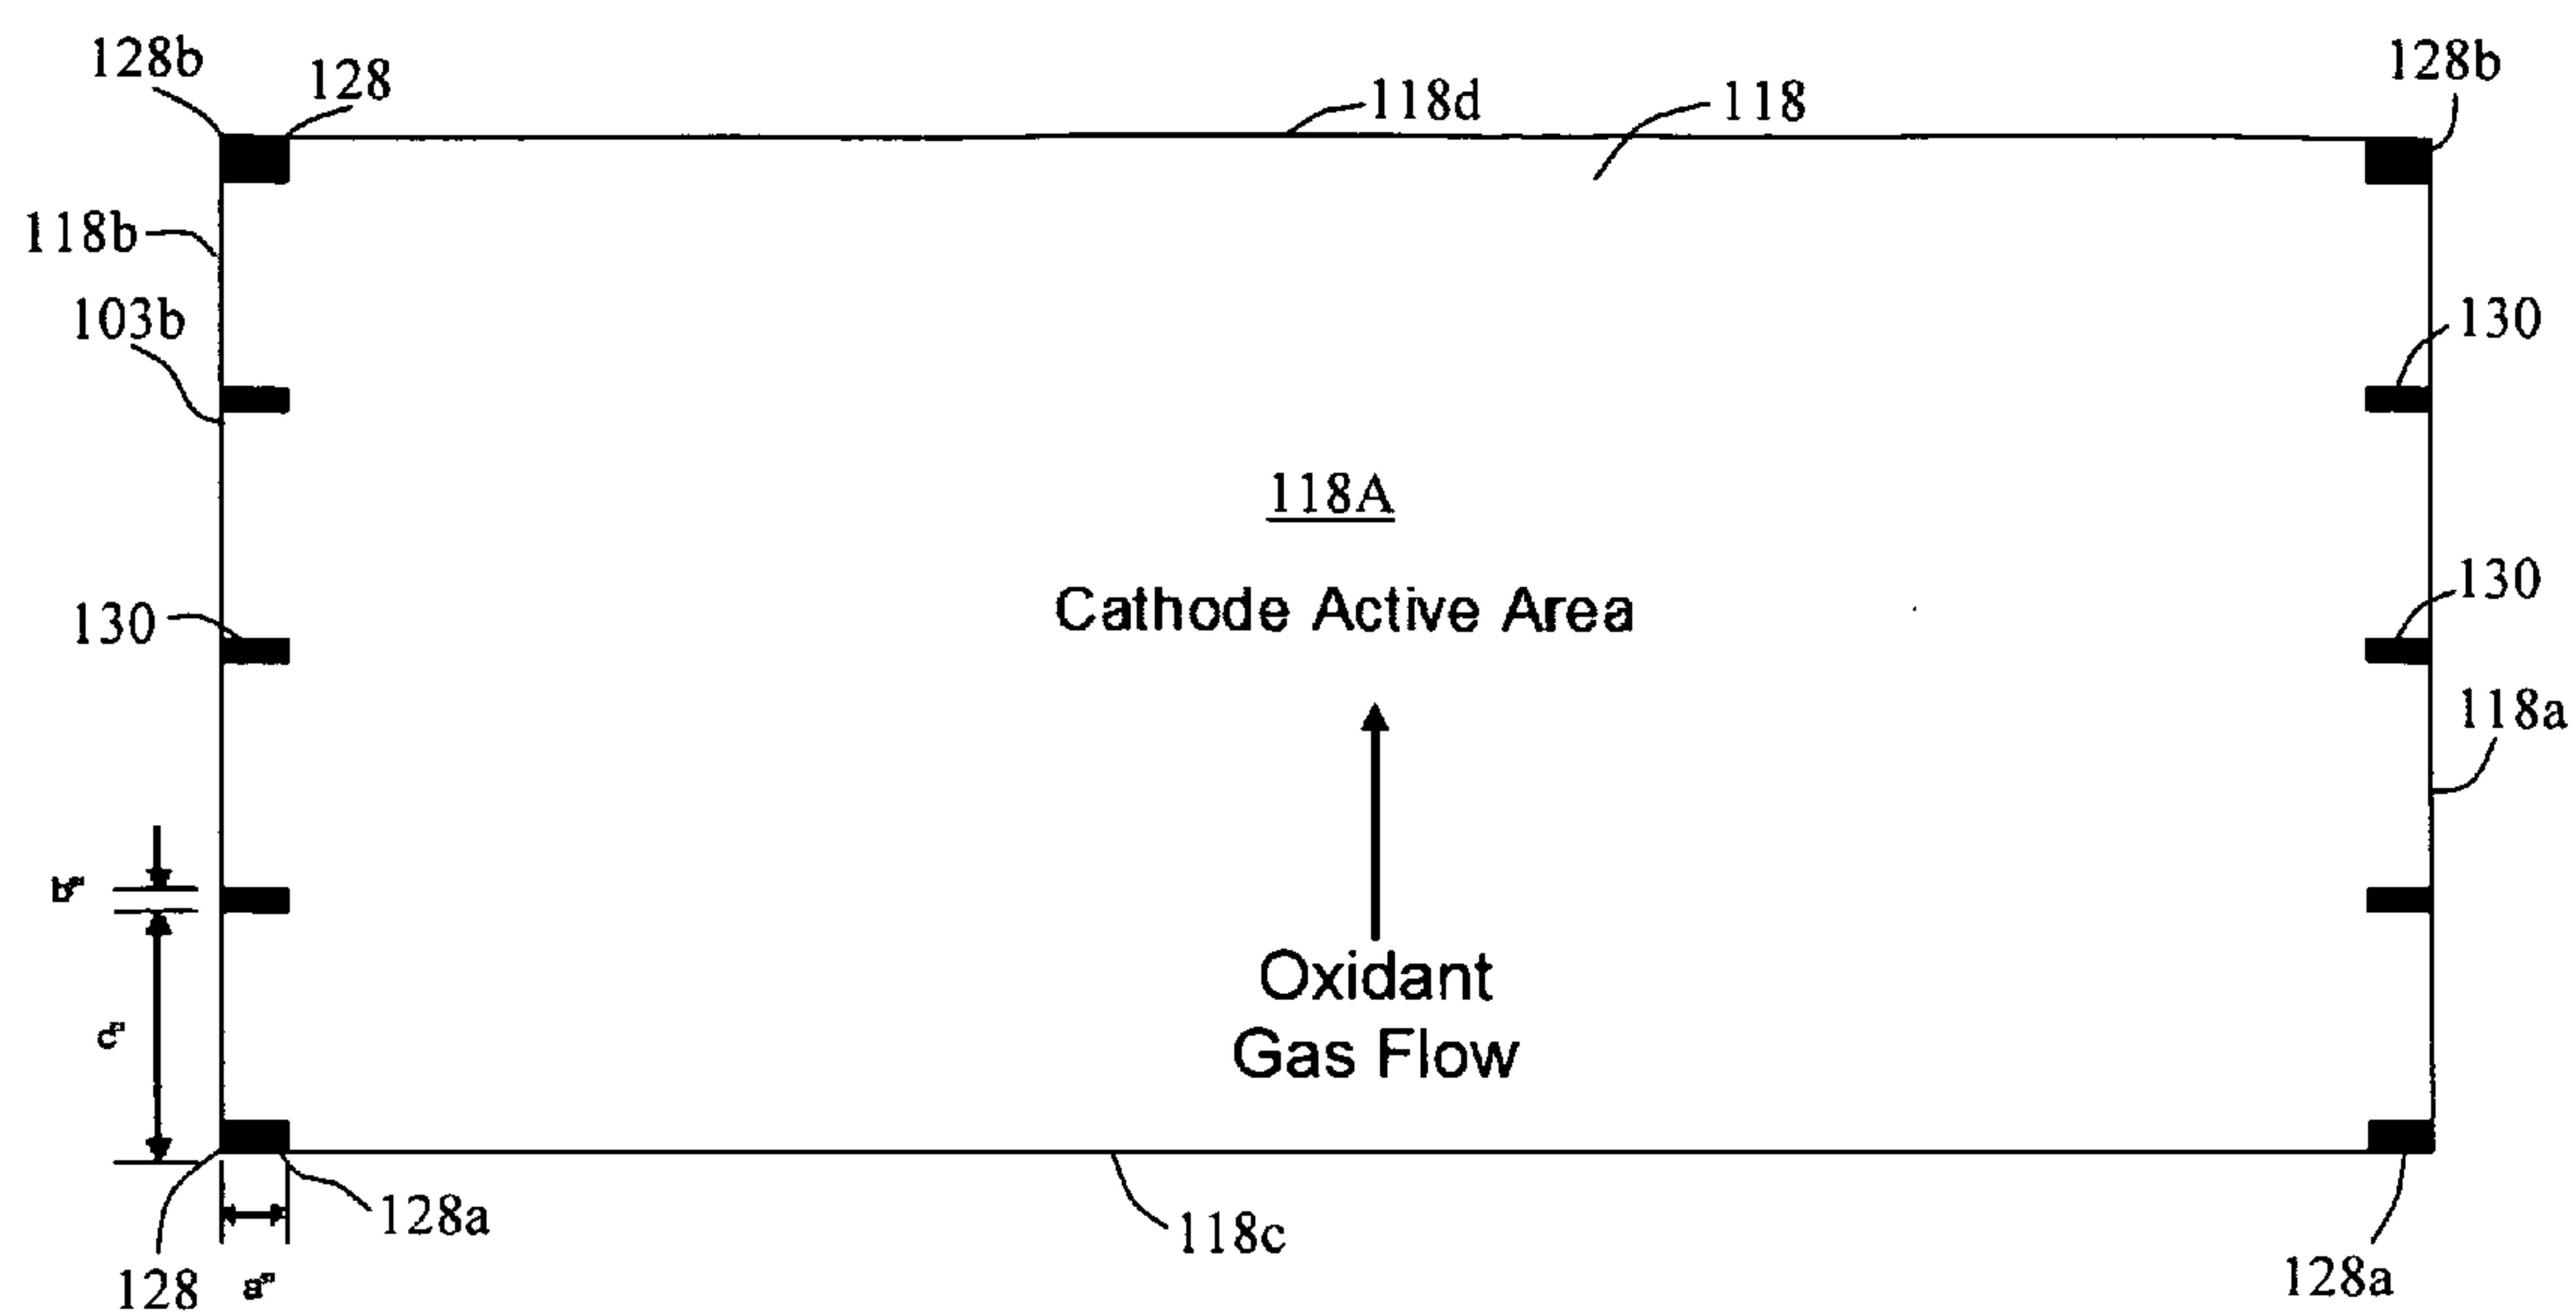 128b
128
118d
118
128b
118b
103b
130
118A
Cathode Active Area
130
130
118a
b"
Oxidant
Gas Flow
c"
128a
118c
128
a"
128a